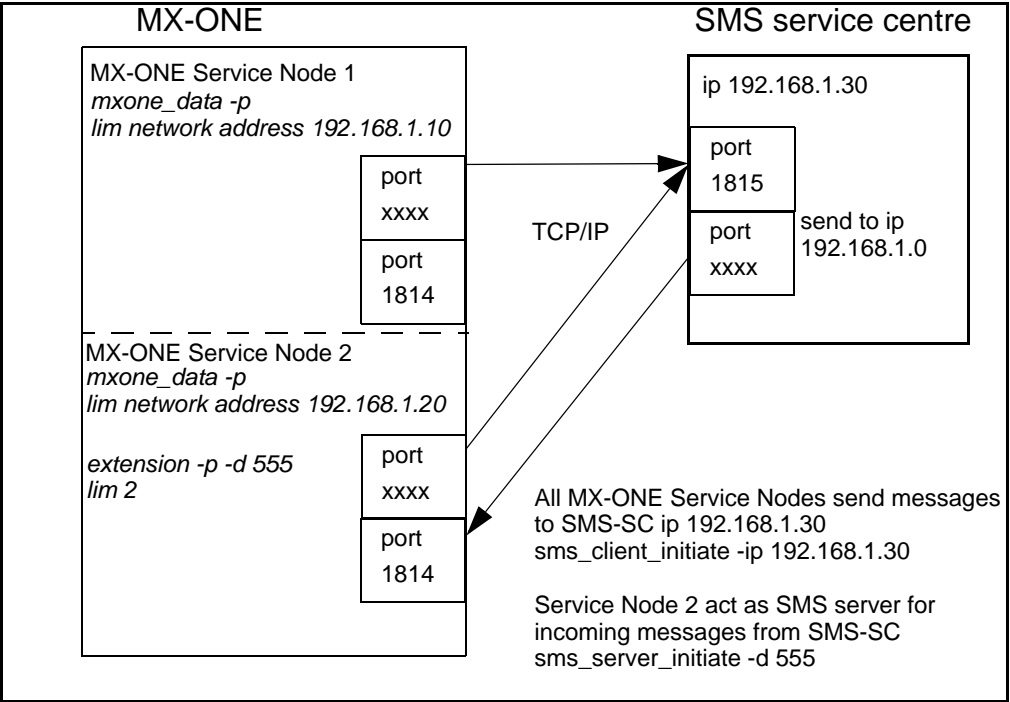 MX-ONE
SMS service centre
MX-ONE Service Node 1
mxone_data -p
lim network address 192.168.1.10
port
xxxx
port
1814
TCP/IP
ip 192.168.1.30
port
1815
port
xxxx
send to ip
192.168.1.0
MX-ONE Service Node 2
mxone_data -p
lim network address 192.168.1.20
extension -p -d 555
lim 2
port
xxxx
port
1814
All MX-ONE Service Nodes send messages
to SMS-SC ip 192.168.1.30
sms_client_initiate -ip 192.168.1.30
Service Node 2 act as SMS server for
incoming messages from SMS-SC
sms_server_initiate -d 555